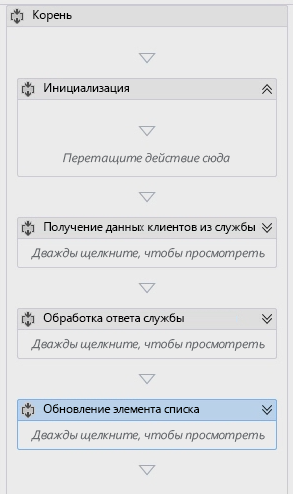 Корень
Инициализация
Перетащите действие сюда
Получение данных клиентов из службы
Дважды щелкните, чтобы просмотреть
Обработка ответа службы
Дважды щелкните, чтобы просмотреть
Обновление элемента списка
Дважды щелкните, чтобы просмотреть